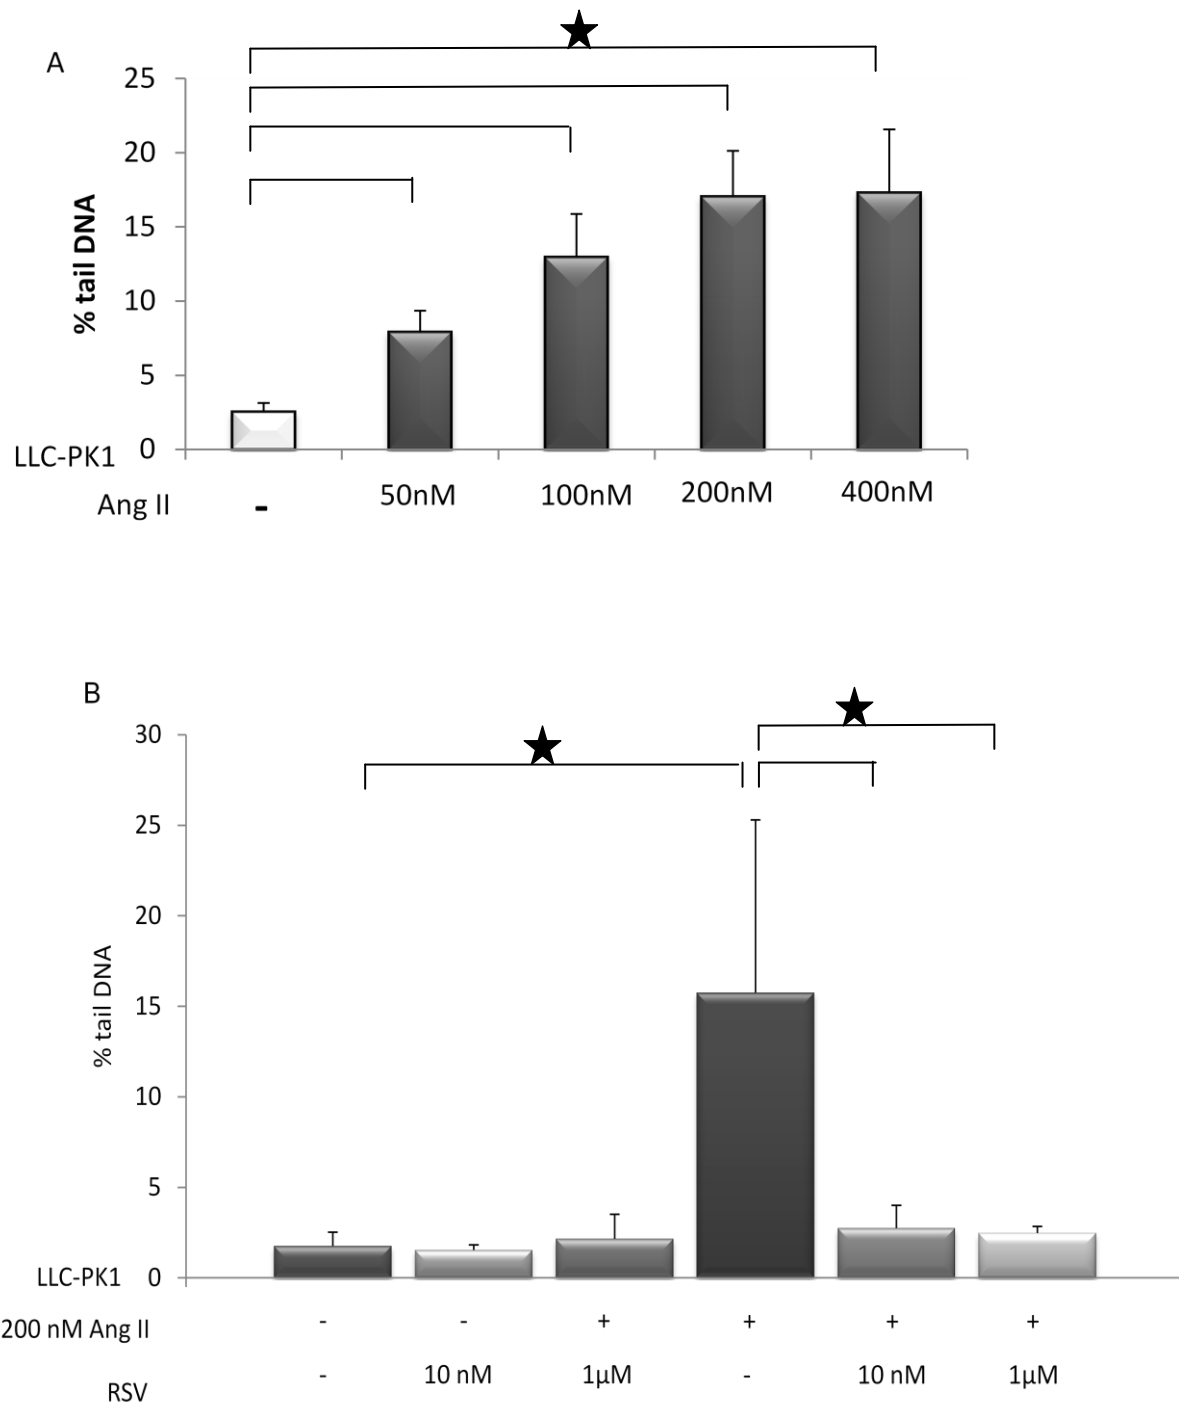 A
25
20
15
10
5
0
% tail DNA
LLC-PK1
Ang II - 50nM 100nM 200nM 400nM
B
30
25
20
15
10
5
0
% tail DNA
LLC-PK1
200 nM Ang II - - + + + +
RSV - 10 nM 1µM - 10 nM 1µM